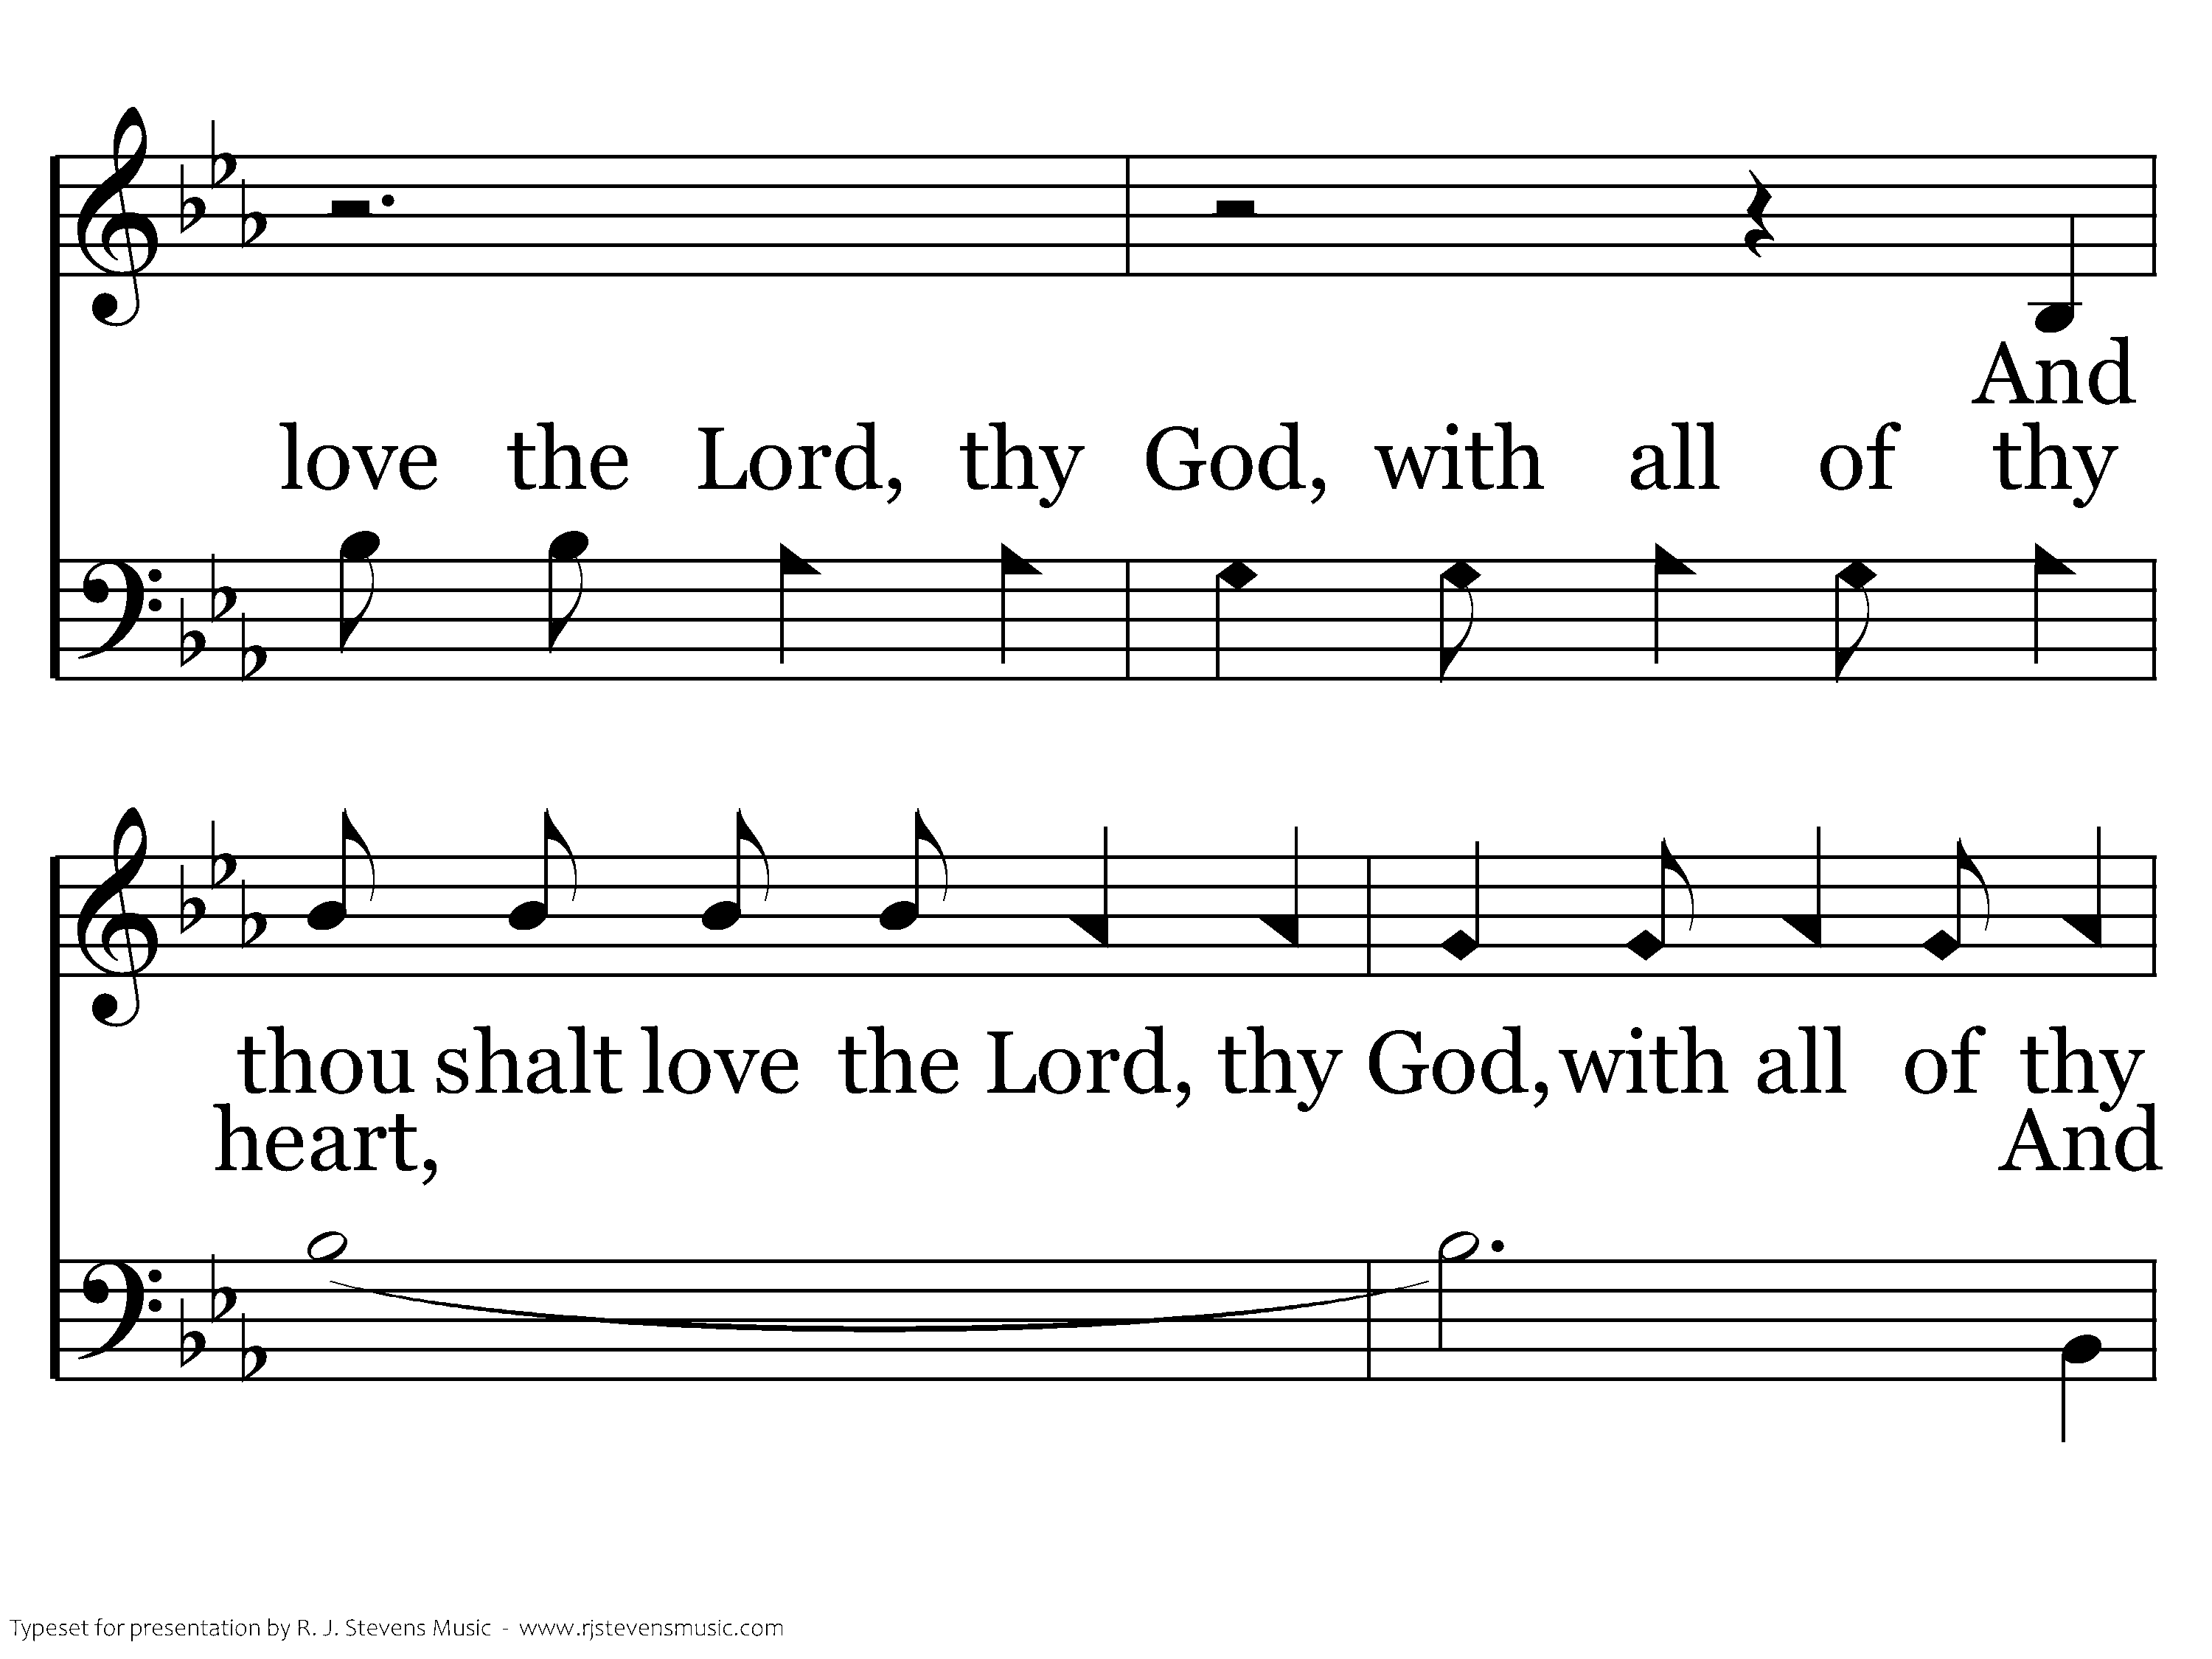 And
love the Lord, thy God, with all of thy
thou shalt love the Lord, thy God,with all of thy
heart, And
Typeset for presentation by R. J. Stevens Music - www.rjstevensmusic.com